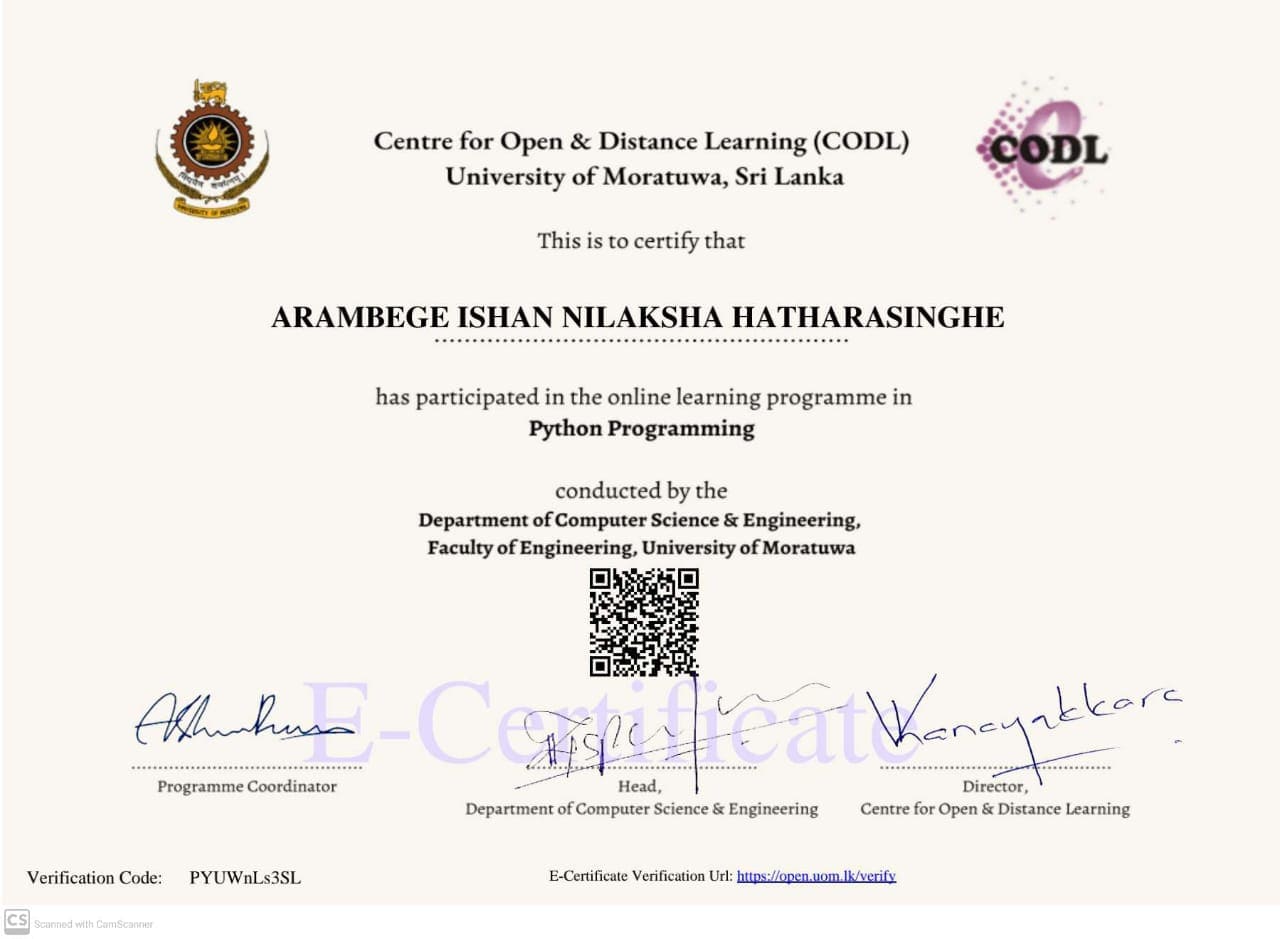 Centre for Open & Distance Learning (CODL)
University of Moratuwa, Sri Lanka
CODL
UNIVERSITY OF MORATUWA
This is to certify that
ARAMBEGE ISHAN NILAKSHA HATHARASINGHE
has participated in the online learning programme in
Python Programming
conducted by the
Department of Computer Science & Engineering,
Faculty of Engineering, University of Moratuwa
E-Certificate
Programme Coordinator
Head,
Department of Computer Science & Engineering
Director,
Centre for Open & Distance Learning
Verification Code: PYUWnLs3SL
E-Certificate Verification Url: https://open.uom.lk/verify
CS Scanned with CamScanner